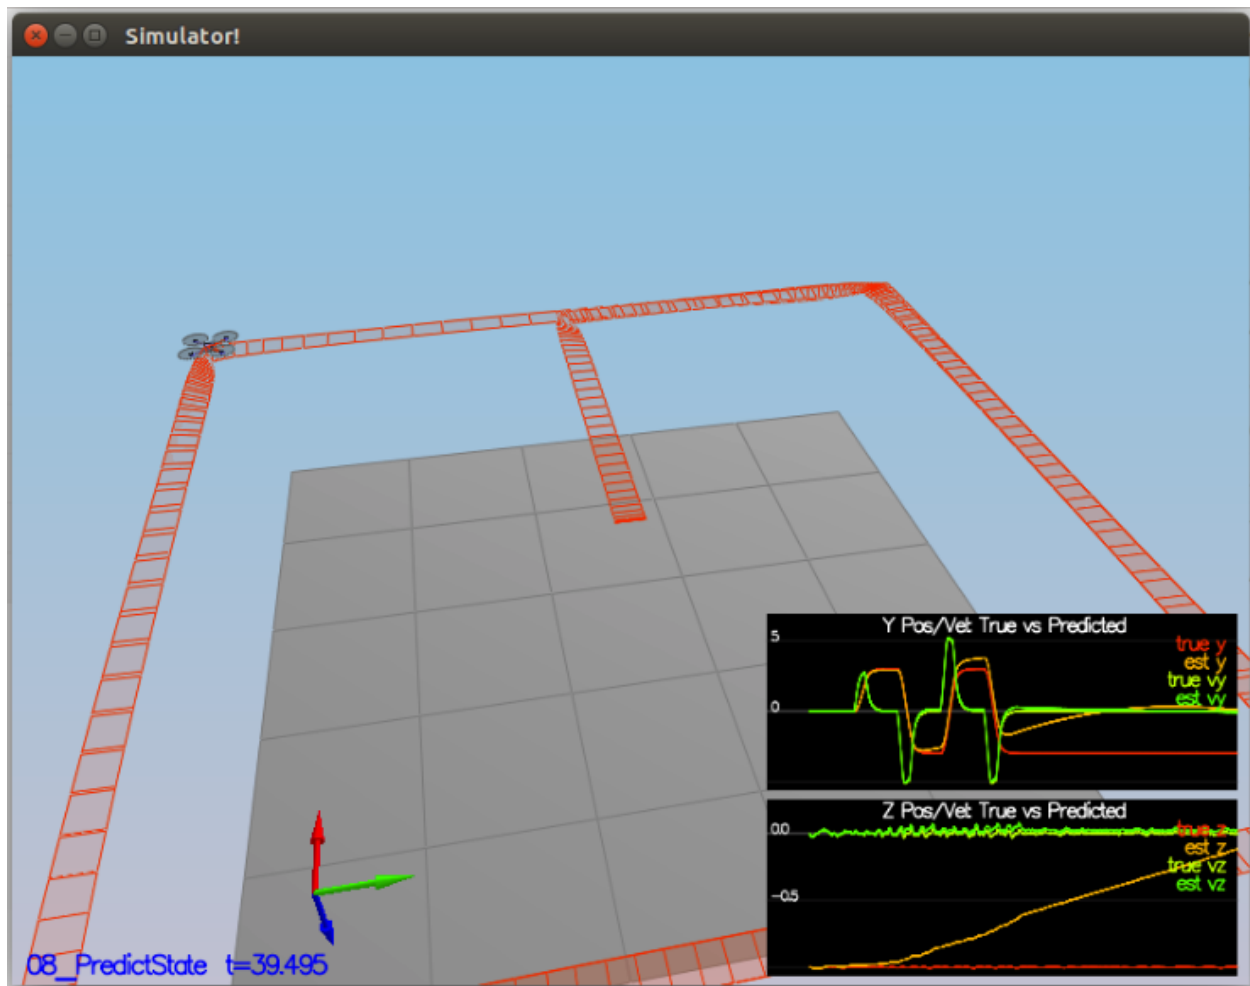 Simulator!
Y Pos/Vel: True vs Predicted
5
true y
est y
true vy
est vy
0
Z Pos/Vel: True vs Predicted
0.0
true z
est z
true vz
est vz
-0.5
08_PredictState t=39.495